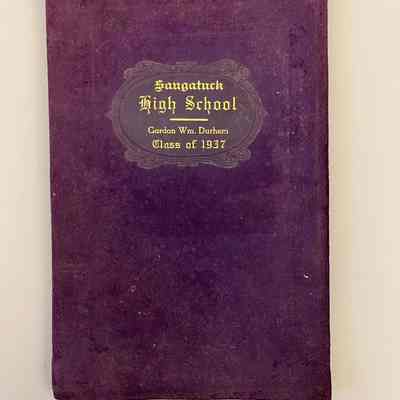 Saugatuck
High School
Gordon Wm. Durham
Class of 1937